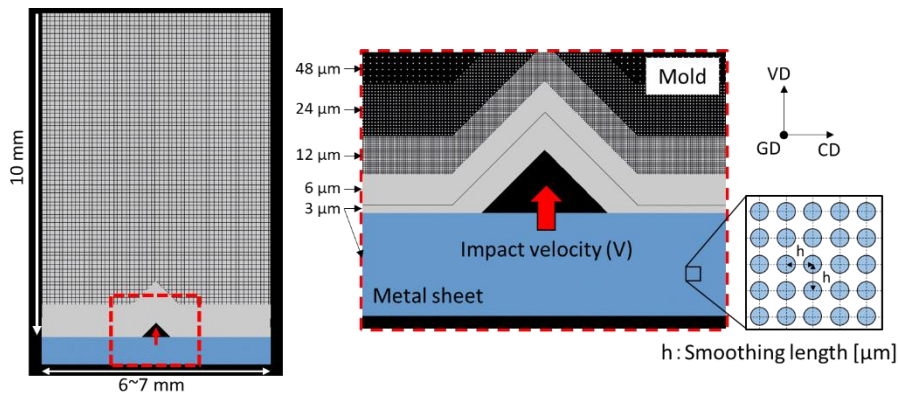 10 mm
6~7 mm
48 μm
24 μm
12 μm
6 μm
3 μm
Mold
Impact velocity (V)
Metal sheet
VD
GD
CD
h
h
h : Smoothing length [μm]